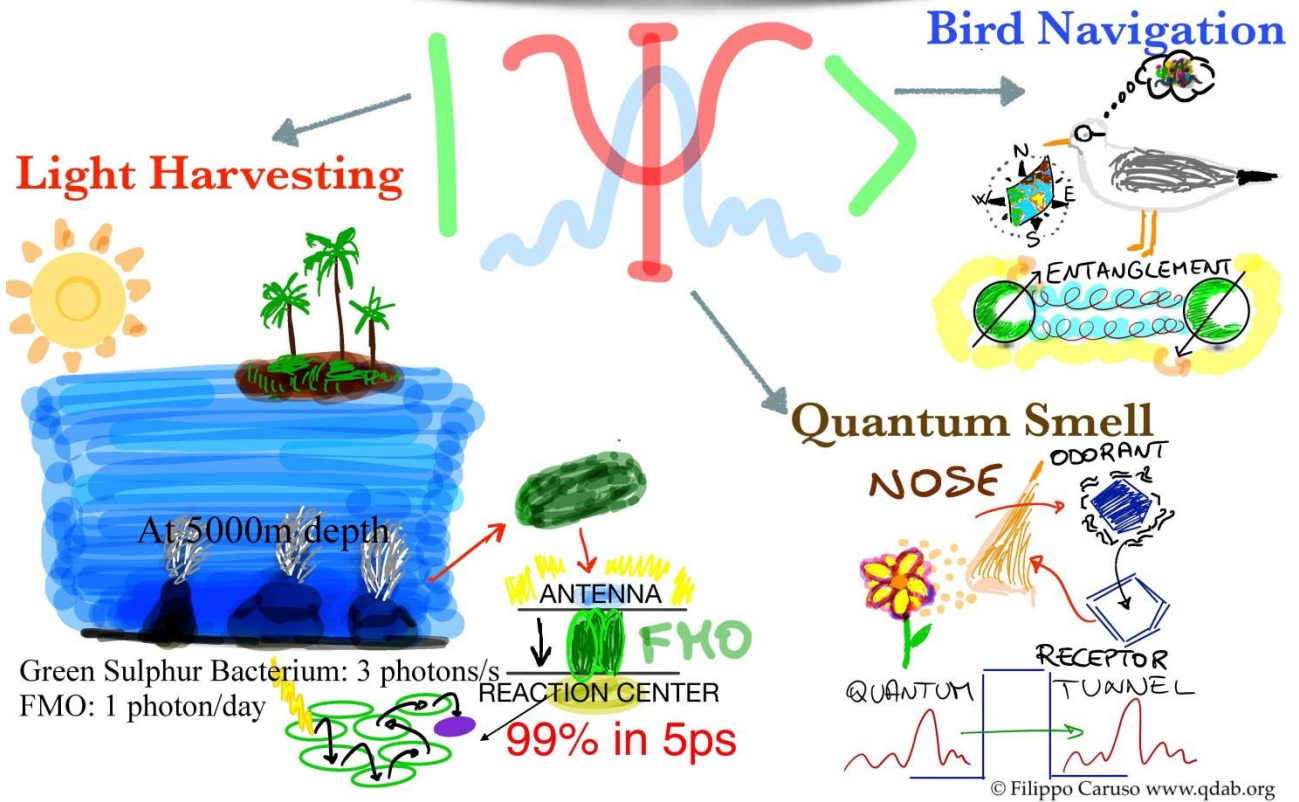 |Ψ⟩
Bird Navigation
N
W E
S
ENTANGLEMENT
Light Harvesting
At 5000m depth
Green Sulphur Bacterium: 3 photons/s
FMO: 1 photon/day
ANTENNA
FMO
REACTION CENTER
99% in 5ps
Quantum Smell
NOSE
ODORANT
RECEPTOR
QUANTUM TUNNEL
© Filippo Caruso www.qdab.org